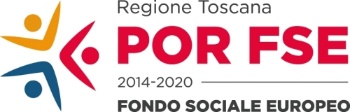 Regione Toscana
POR FSE
2014-2020
FONDO SOCIALE EUROPEO